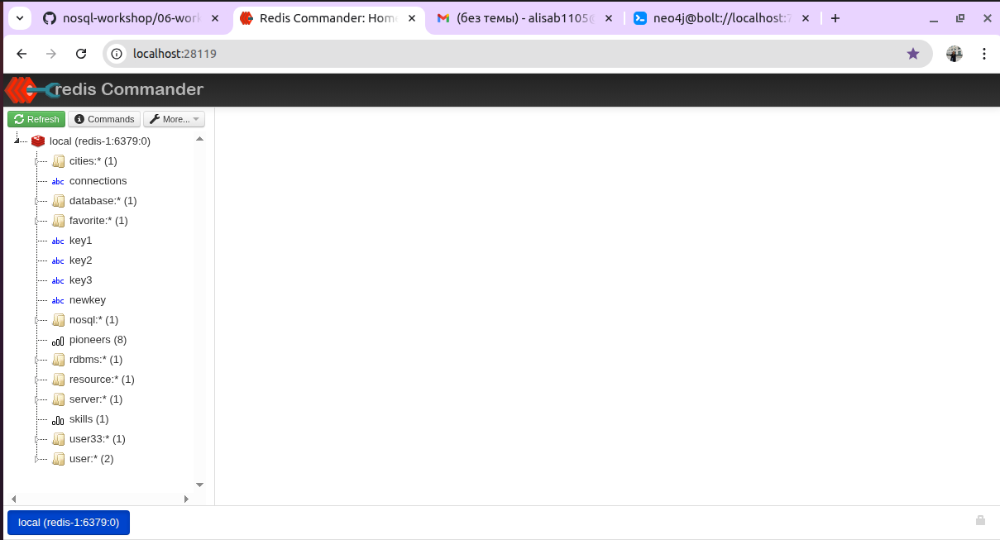 nosql-workshop/06-work
Redis Commander: Home
(без темы) - alisab1105@
neo4j@bolt://localhost:7
localhost:28119
redis Commander
Refresh
Commands
More...
local (redis-1:6379:0)
cities:* (1)
abc connections
database:* (1)
favorite:* (1)
abc key1
abc key2
abc key3
abc newkey
nosql:* (1)
pioneers (8)
rdbms:* (1)
resource:* (1)
server:* (1)
skills (1)
user33:* (1)
user:* (2)
local (redis-1:6379:0)